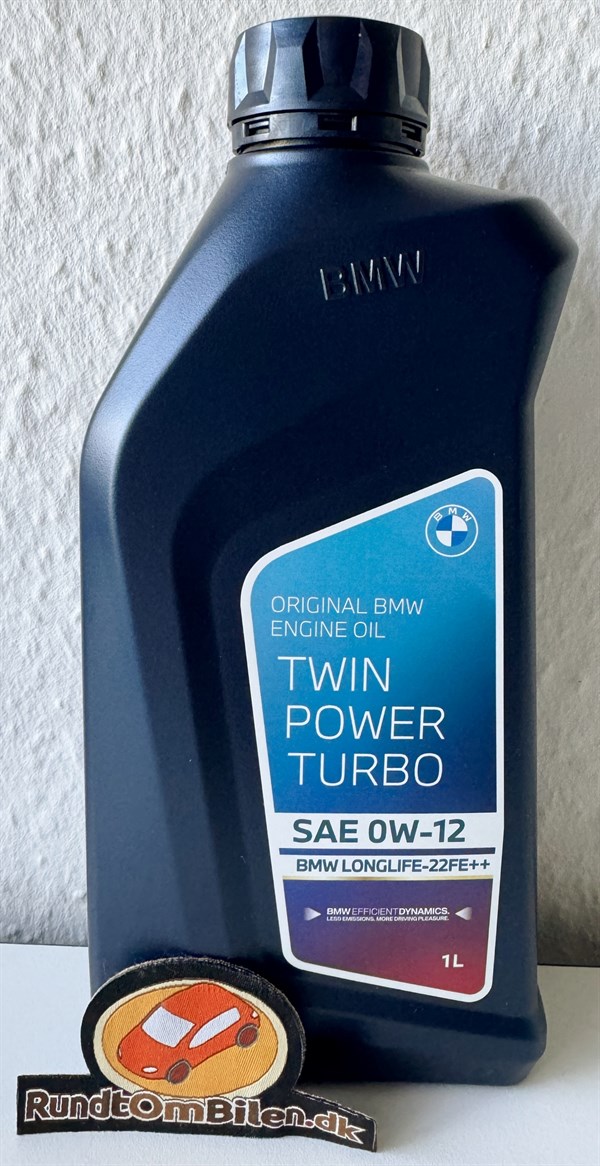 BMW
BMW
ORIGINAL BMW
ENGINE OIL
TWIN
POWER
TURBO
SAE 0W-12
BMW LONGLIFE-22FE++
BMW EFFICIENTDYNAMICS.
LESS EMISSIONS. MORE DRIVING PLEASURE.
1L
RundtOmBilen.dk